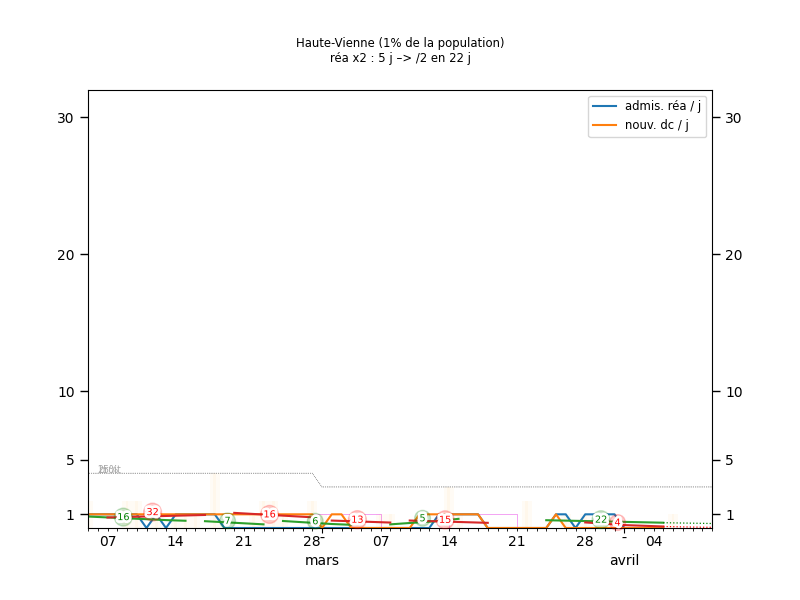 Haute-Vienne (1% de la population)
réa x2 : 5 j –> /2 en 22 j
admis. réa / j
nouv. dc / j
30 30
20 20
10 10
5 5
1 1
16 32 7 16 6 13 5 15 22 4
07 14 21 28 - 07 14 21 28 - 04
mars avril